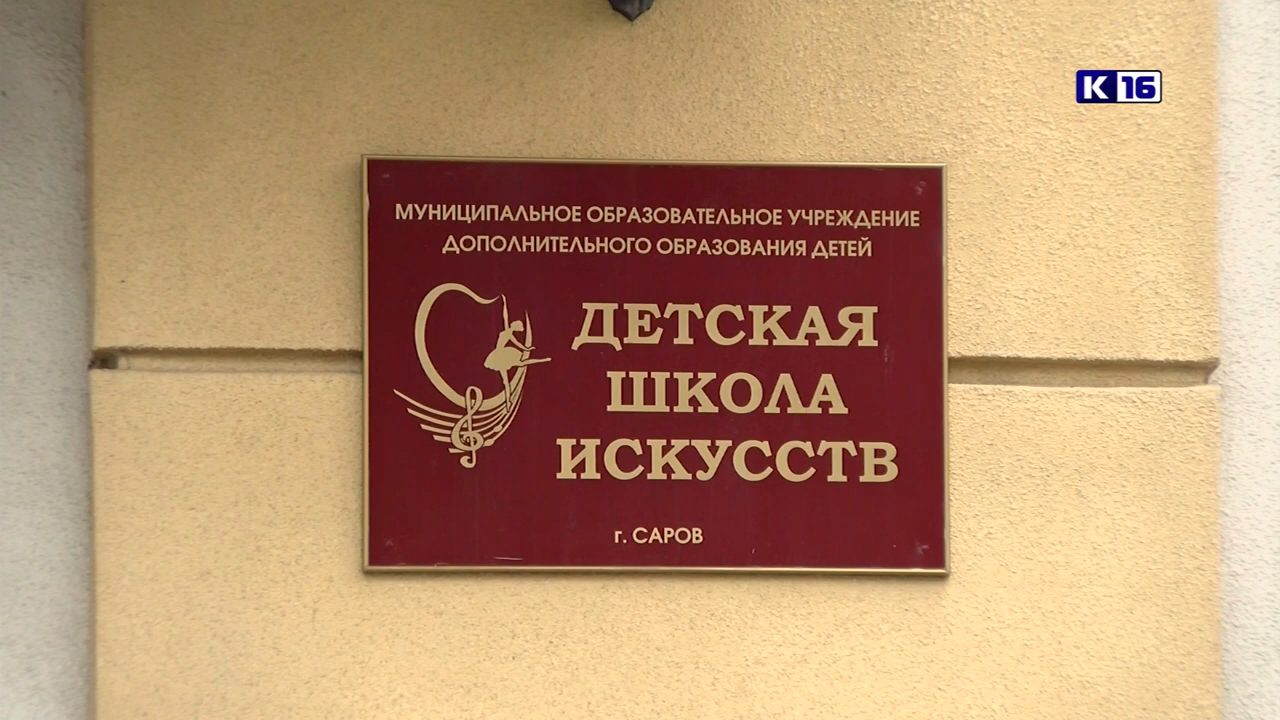 К 16
МУНИЦИПАЛЬНОЕ ОБРАЗОВАТЕЛЬНОЕ УЧРЕЖДЕНИЕ
ДОПОЛНИТЕЛЬНОГО ОБРАЗОВАНИЯ ДЕТЕЙ
ДЕТСКАЯ
ШКОЛА
ИСКУССТВ
г. САРОВ